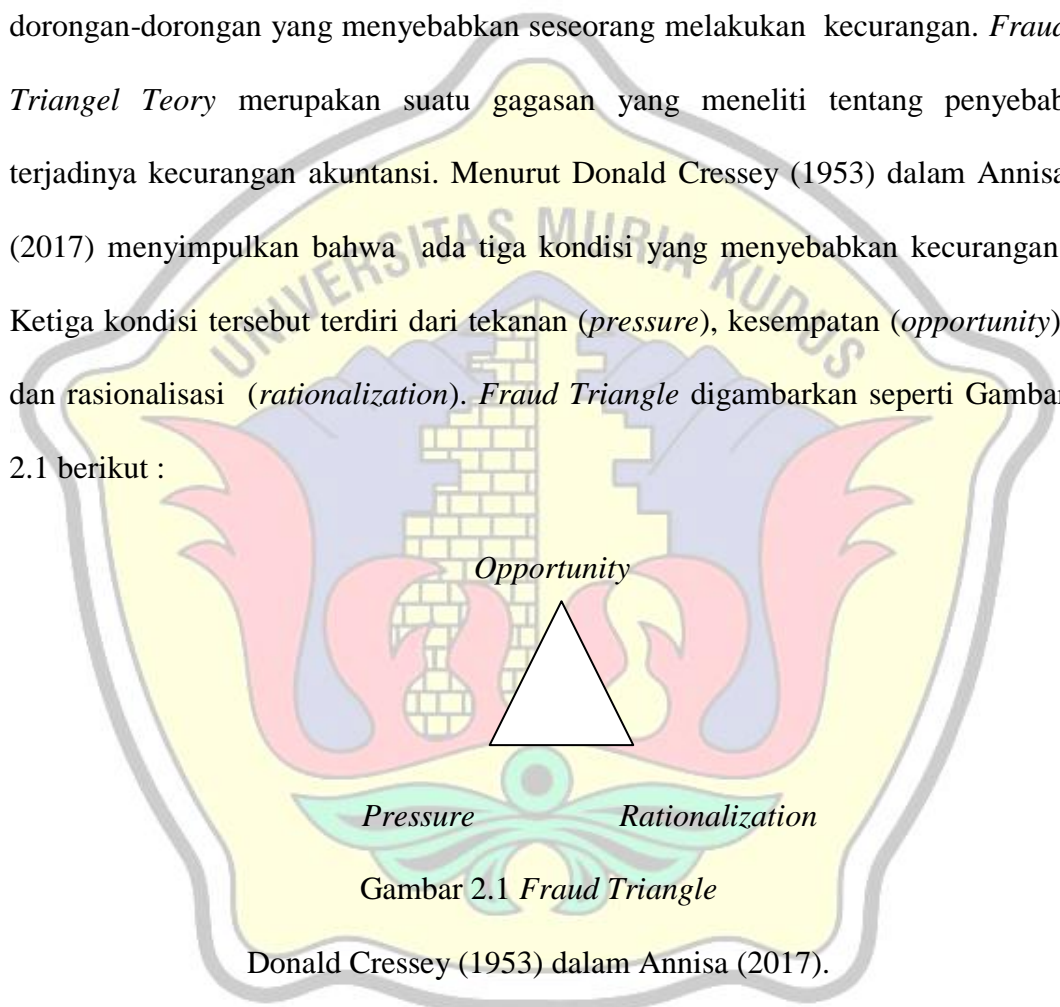 dorongan-dorongan yang menyebabkan seseorang melakukan kecurangan. Fraud
Triangel Teory merupakan suatu gagasan yang meneliti tentang penyebab
terjadinya kecurangan akuntansi. Menurut Donald Cressey (1953) dalam Annisa
(2017) menyimpulkan bahwa ada tiga kondisi yang menyebabkan kecurangan
Ketiga kondisi tersebut terdiri dari tekanan (pressure), kesempatan (opportunity)
dan rasionalisasi (rationalization). Fraud Triangle digambarkan seperti Gambar
2.1 berikut :
UNIVERSITAS MURIA KUDUS
Opportunity
Pressure Rationalization
Gambar 2.1 Fraud Triangle
Donald Cressey (1953) dalam Annisa (2017).